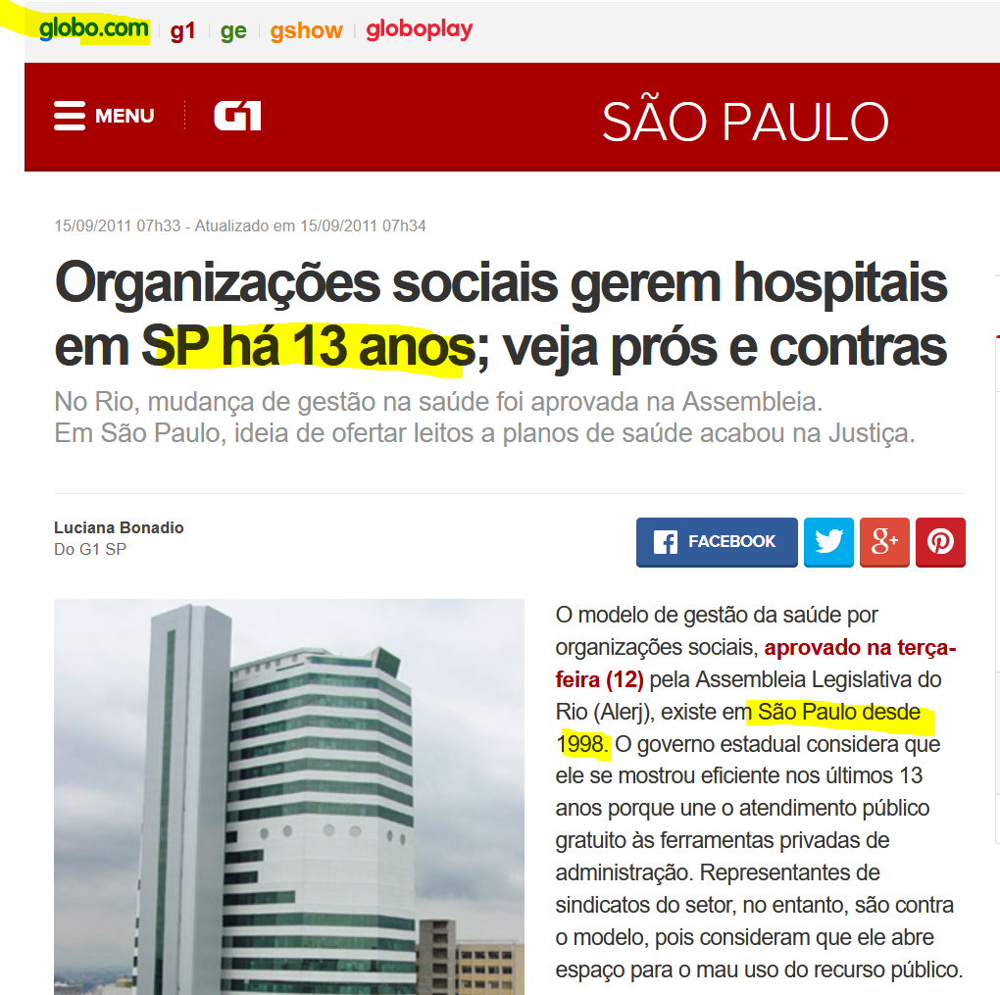 globo.com g1 ge gshow globoplay
MENU G1 SÃO PAULO
15/09/2011 07h33 - Atualizado em 15/09/2011 07h34
Organizações sociais gerem hospitais
em SP há 13 anos; veja prós e contras
No Rio, mudança de gestão na saúde foi aprovada na Assembleia.
Em São Paulo, ideia de ofertar leitos a planos de saúde acabou na Justiça.
Luciana Bonadio
Do G1 SP
f FACEBOOK g+
O modelo de gestão da saúde por
organizações sociais, aprovado na terça-
feira (12) pela Assembleia Legislativa do
Rio (Alerj), existe em São Paulo desde
1998. O governo estadual considera que
ele se mostrou eficiente nos últimos 13
anos porque une o atendimento público
gratuito às ferramentas privadas de
administração. Representantes de
sindicatos do setor, no entanto, são contra
o modelo, pois consideram que ele abre
espaço para o mau uso do recurso público.